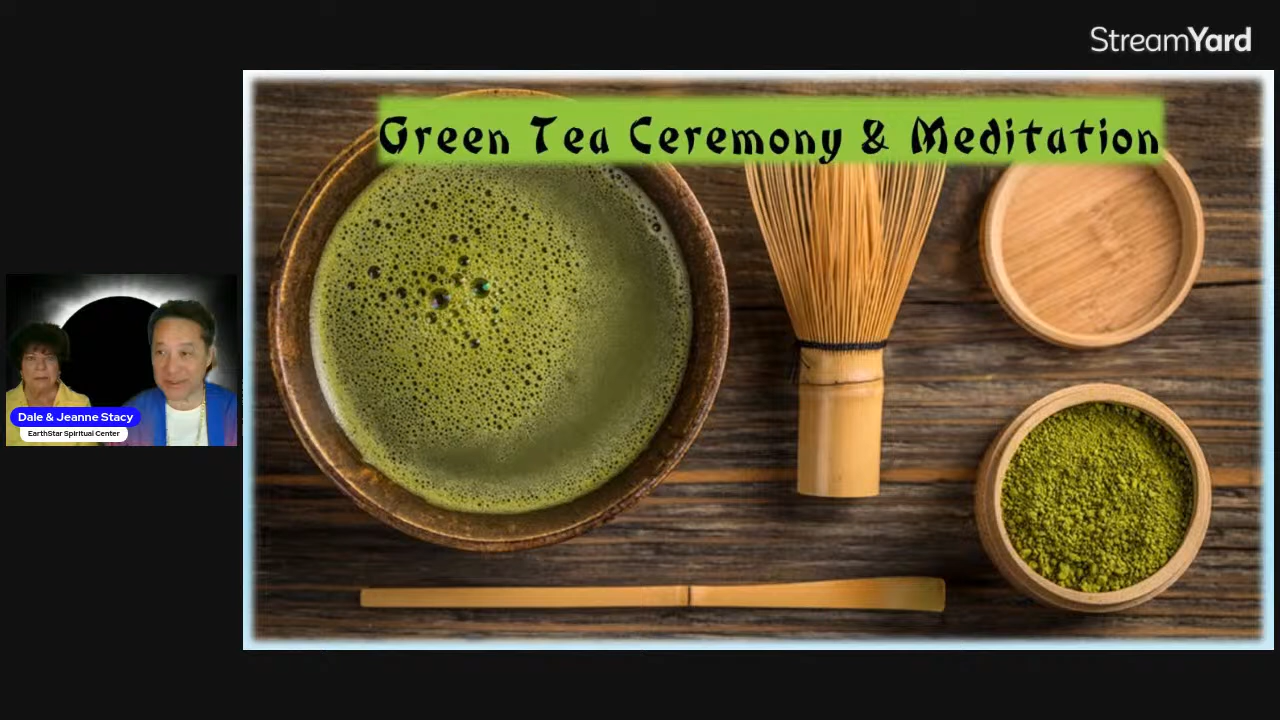 StreamYard
Green Tea Ceremony & Meditation
Dale & Jeanne Stacy
EarthStar Spiritual Center